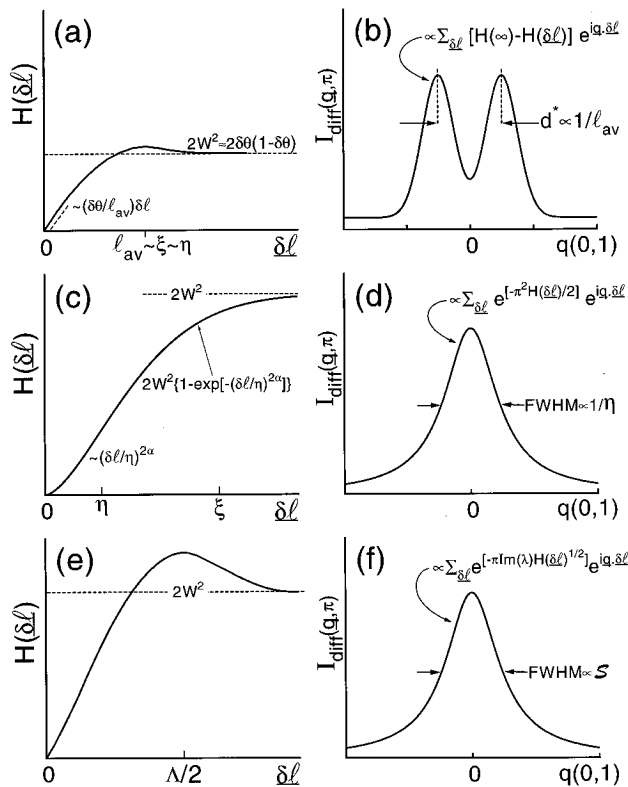 (a)
H(δℓ)
2W²≈2δθ(1-δθ)
~(δθ/ℓav)δℓ
0
ℓav~ξ~η
δℓ
(b)
Idiff(q,π)
∝Σδℓ [H(∞)-H(δℓ)] e^iq.δℓ
d*∝1/ℓav
0
q(0,1)
(c)
H(δℓ)
2W²
2W²{1-exp[-(δℓ/η)^2α]}
~(δℓ/η)^2α
0
η
ξ
δℓ
(d)
Idiff(q,π)
∝Σδℓ e^[-π²H(δℓ)/2] e^iq.δℓ
FWHM∝1/η
0
q(0,1)
(e)
H(δℓ)
2W²
0
Λ/2
δℓ
(f)
Idiff(q,π)
∝Σδℓ e^[-πIm(λ)H(δℓ)^1/2] e^iq.δℓ
FWHM∝S
0
q(0,1)